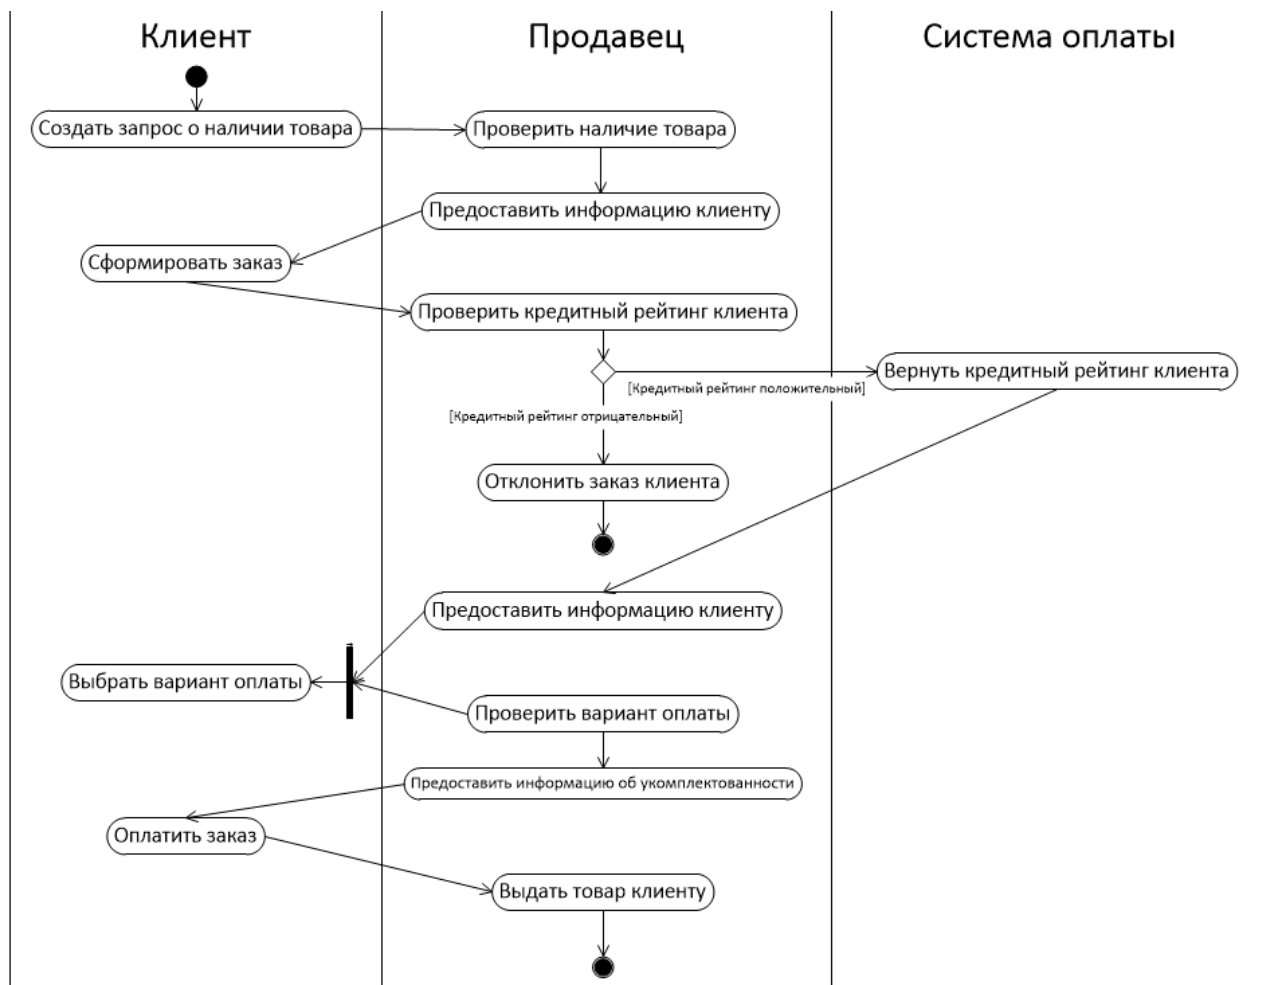 Клиент
Продавец
Система оплаты
Создать запрос о наличии товара
Проверить наличие товара
Предоставить информацию клиенту
Сформировать заказ
Проверить кредитный рейтинг клиента
Вернуть кредитный рейтинг клиента
[Кредитный рейтинг положительный]
[Кредитный рейтинг отрицательный]
Отклонить заказ клиента
Предоставить информацию клиенту
Выбрать вариант оплаты
Проверить вариант оплаты
Предоставить информацию об укомплектованности
Оплатить заказ
Выдать товар клиенту